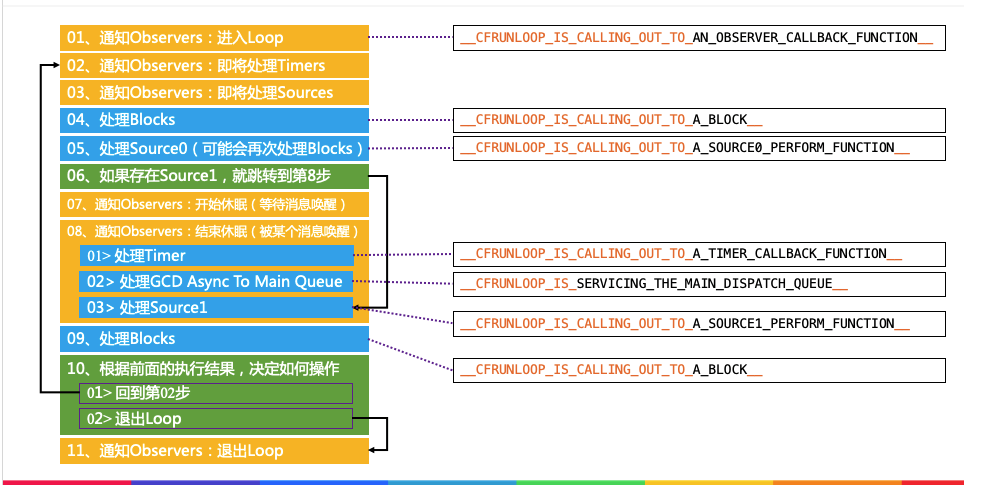 01、通知Observers：进入Loop
__CFRUNLOOP_IS_CALLING_OUT_TO_AN_OBSERVER_CALLBACK_FUNCTION__
02、通知Observers：即将处理Timers
03、通知Observers：即将处理Sources
04、处理Blocks
__CFRUNLOOP_IS_CALLING_OUT_TO_A_BLOCK__
05、处理Source0（可能会再次处理Blocks）
__CFRUNLOOP_IS_CALLING_OUT_TO_A_SOURCE0_PERFORM_FUNCTION__
06、如果存在Source1，就跳转到第8步
07、通知Observers：开始休眠（等待消息唤醒）
08、通知Observers：结束休眠（被某个消息唤醒）
01> 处理Timer
__CFRUNLOOP_IS_CALLING_OUT_TO_A_TIMER_CALLBACK_FUNCTION__
02> 处理GCD Async To Main Queue
__CFRUNLOOP_IS_SERVICING_THE_MAIN_DISPATCH_QUEUE__
03> 处理Source1
__CFRUNLOOP_IS_CALLING_OUT_TO_A_SOURCE1_PERFORM_FUNCTION__
09、处理Blocks
__CFRUNLOOP_IS_CALLING_OUT_TO_A_BLOCK__
10、根据前面的执行结果，决定如何操作
01> 回到第02步
02> 退出Loop
11、通知Observers：退出Loop